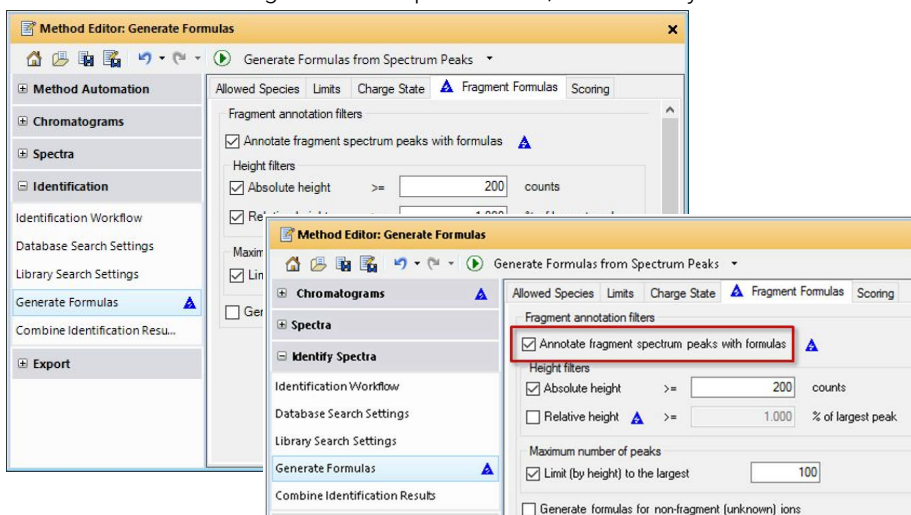 Method Editor: Generate Formulas
Generate Formulas from Spectrum Peaks
Method Automation
Chromatograms
Spectra
Identification
Identification Workflow
Database Search Settings
Library Search Settings
Generate Formulas
Combine Identification Resu...
Export
Allowed Species Limits Charge State Fragment Formulas Scoring
Fragment annotation filters
Annotate fragment spectrum peaks with formulas
Height filters
Absolute height >= 200 counts
Method Editor: Generate Formulas
Generate Formulas from Spectrum Peaks
Chromatograms
Spectra
Identify Spectra
Identification Workflow
Database Search Settings
Library Search Settings
Generate Formulas
Combine Identification Results
Allowed Species Limits Charge State Fragment Formulas Scoring
Fragment annotation filters
Annotate fragment spectrum peaks with formulas
Height filters
Absolute height >= 200 counts
Relative height >= 1.000 % of largest peak
Maximum number of peaks
Limit (by height) to the largest 100
Generate formulas for non-fragment (unknown) ions